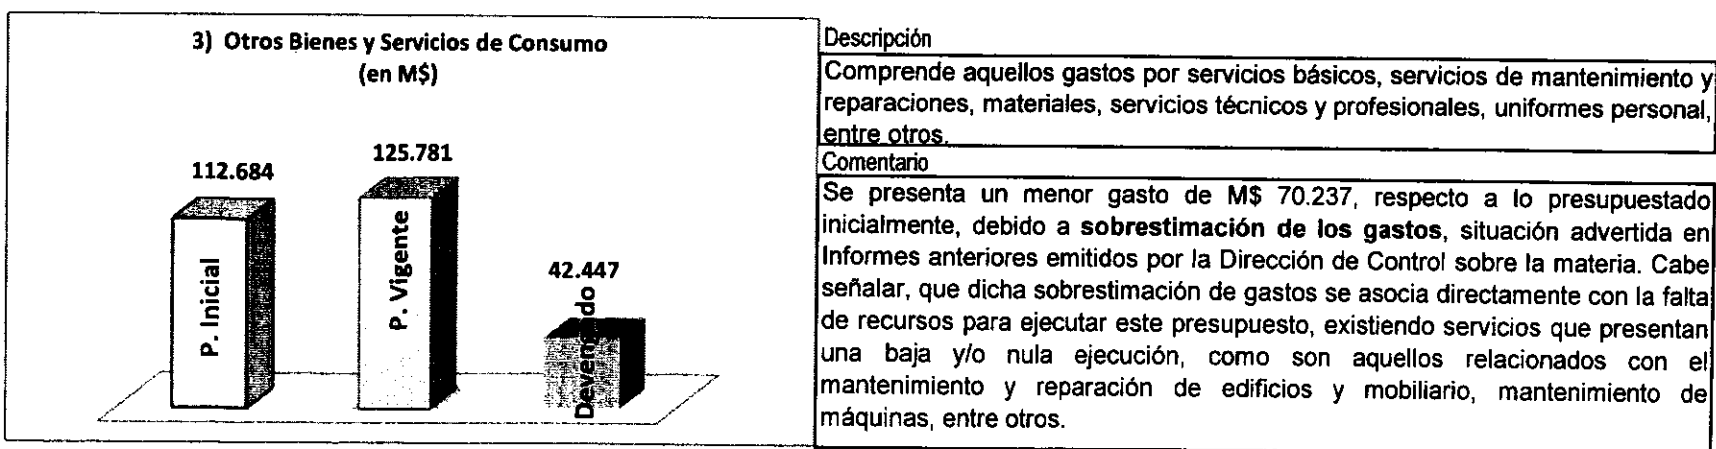 3) Otros Bienes y Servicios de Consumo
(en M$)
112.684
125.781
42.447
P. Inicial
P. Vigente
Devengado
Descripción
Comprende aquellos gastos por servicios básicos, servicios de mantenimiento y
reparaciones, materiales, servicios técnicos y profesionales, uniformes personal,
entre otros.
Comentario
Se presenta un menor gasto de M$ 70.237, respecto a lo presupuestado
inicialmente, debido a sobrestimación de los gastos, situación advertida en
Informes anteriores emitidos por la Dirección de Control sobre la materia. Cabe
señalar, que dicha sobrestimación de gastos se asocia directamente con la falta
de recursos para ejecutar este presupuesto, existiendo servicios que presentan
una baja y/o nula ejecución, como son aquellos relacionados con el
mantenimiento y reparación de edificios y mobiliario, mantenimiento de
máquinas, entre otros.